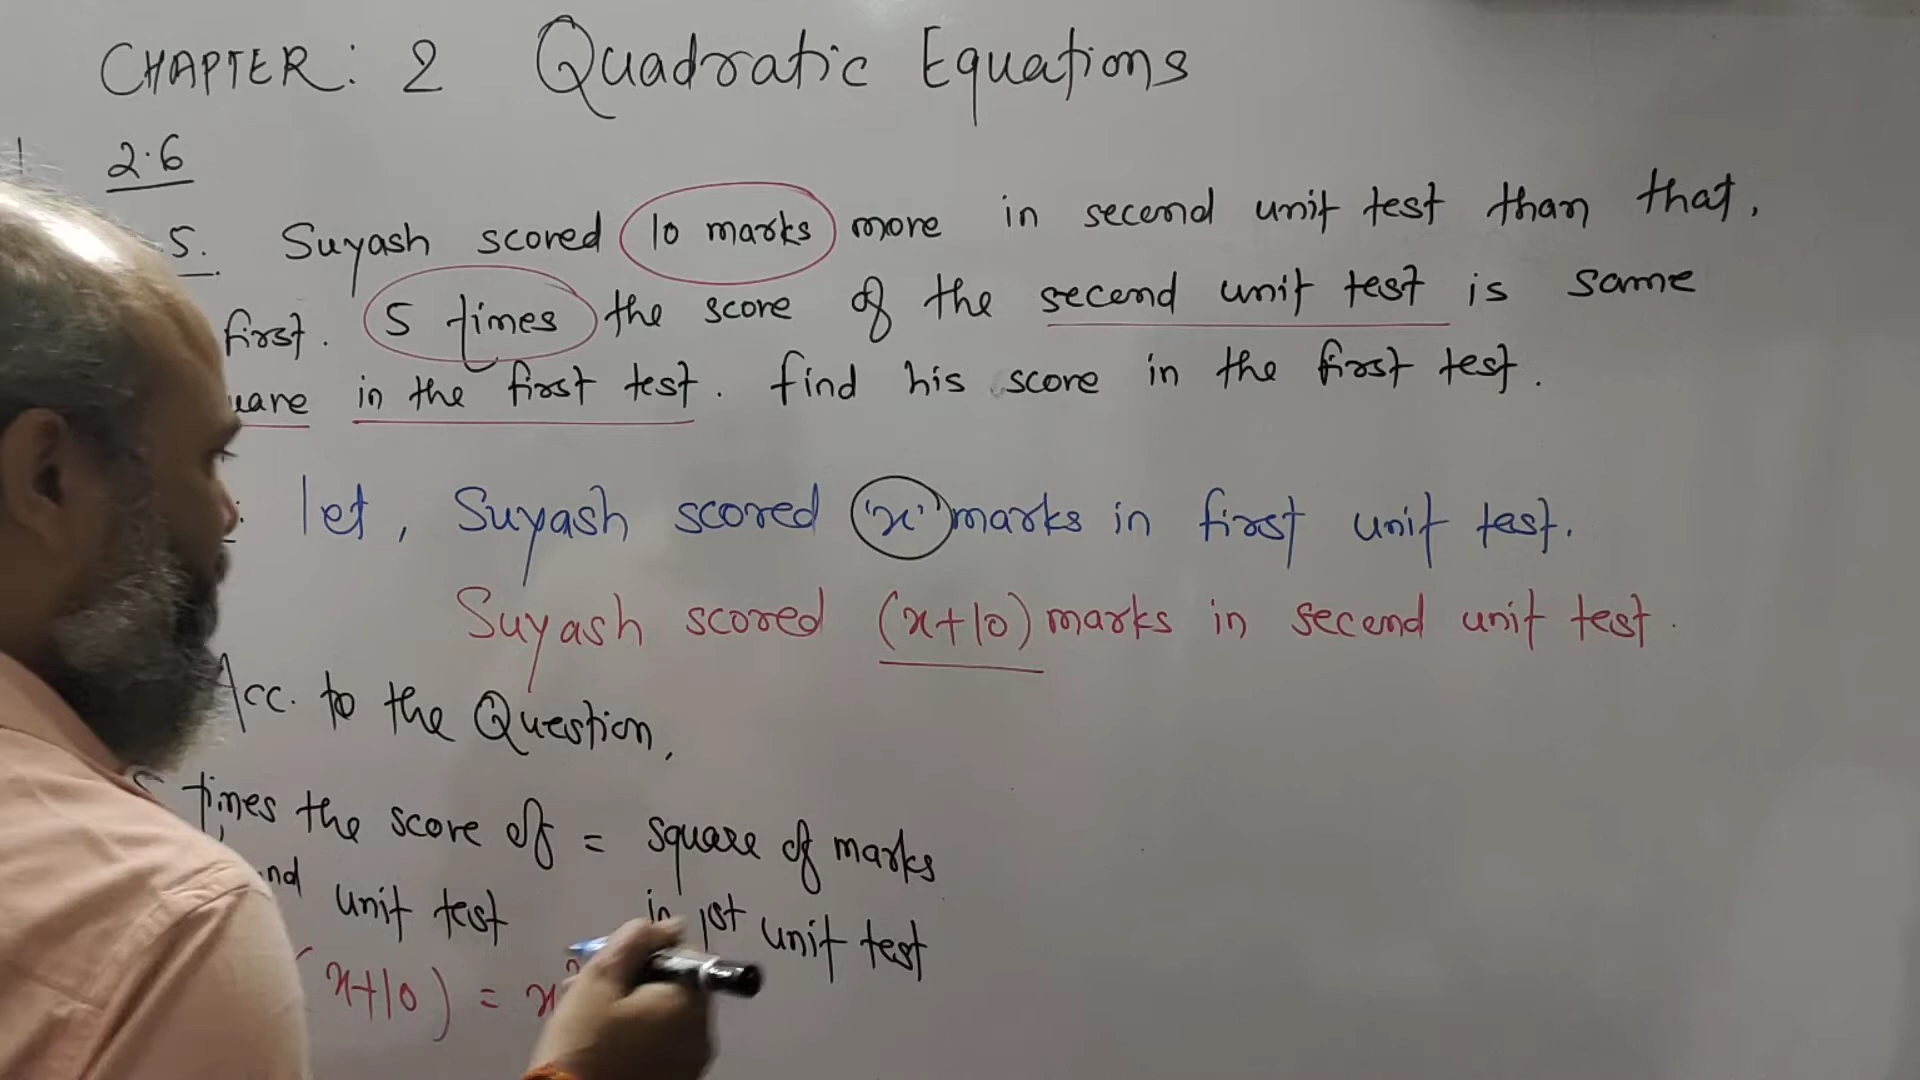 CHAPTER: 2 Quadratic Equations
2.6
5. Suyash scored 10 marks more in second unit test than that.
first. 5 times the score of the second unit test is same
in the first test. find his score in the first test.
let, Suyash scored 'x' marks in first unit test.
Suyash scored (x+10) marks in second unit test.
Acc. to the Question,
times the score of = square of marks
unit test in 1st unit test
(x+10) = x²